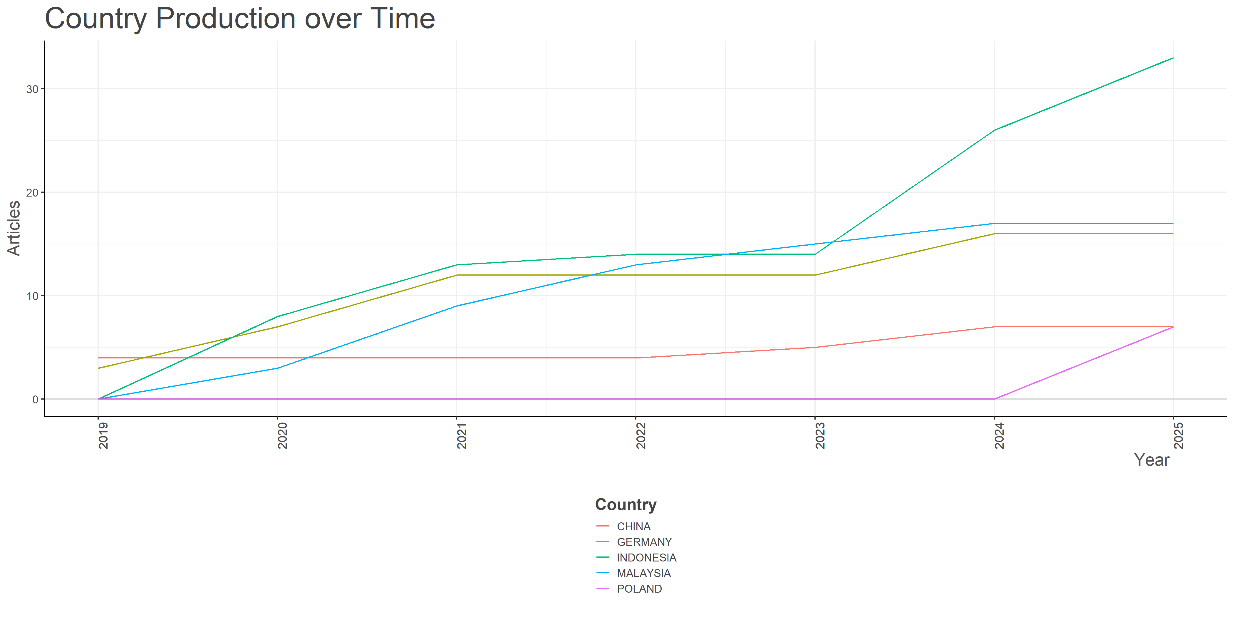 Country Production over Time
30
20
10
0
Articles
2019
2020
2021
2022
2023
2024
2025
Year
Country
CHINA
GERMANY
INDONESIA
MALAYSIA
POLAND